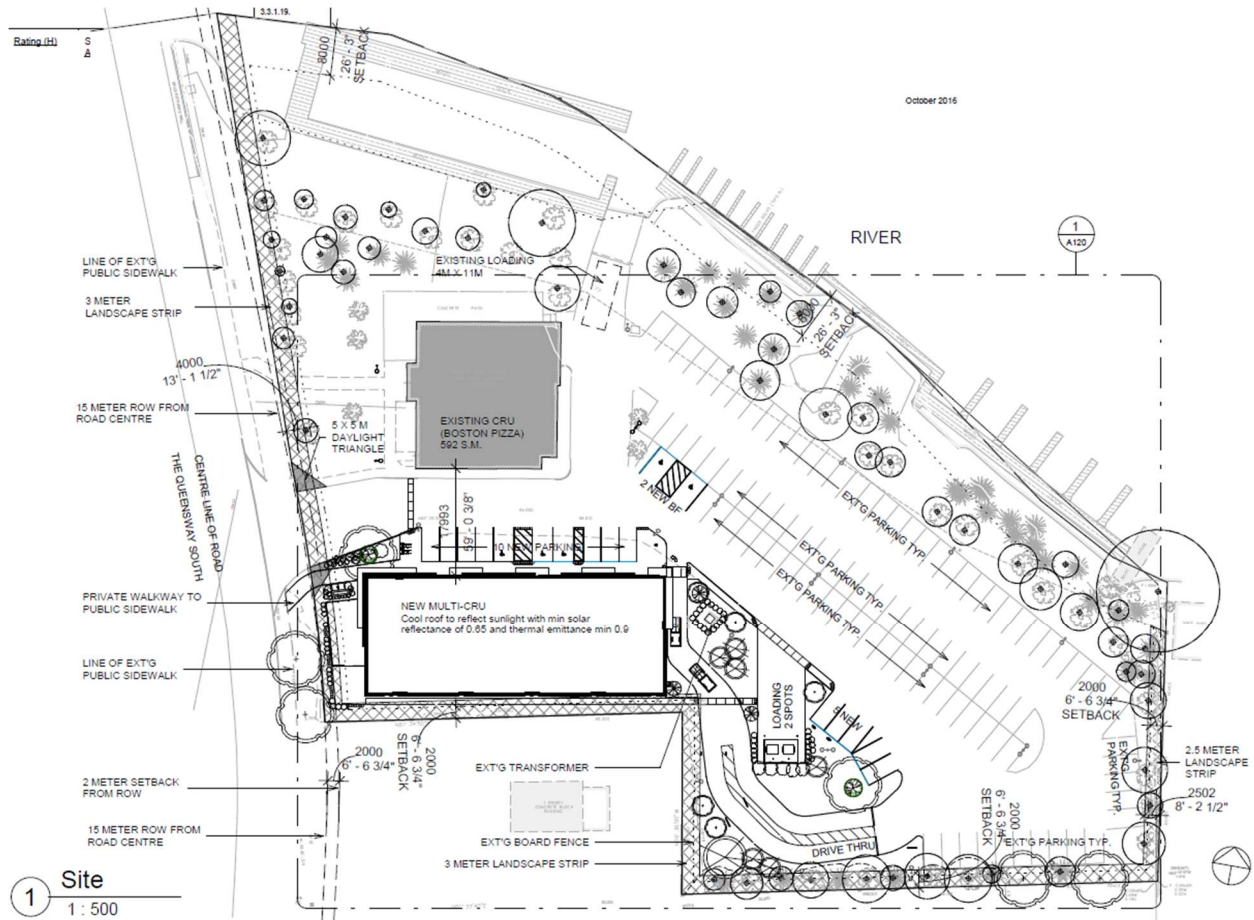 3.3.1.19.
Rating (H)
S
A
8000
26' - 3"
SETBACK
October 2016
RIVER
1
A120
LINE OF EXT'G
PUBLIC SIDEWALK
3 METER
LANDSCAPE STRIP
EXISTING LOADING
4M X 11M
8000
26' - 3"
SETBACK
4000
13' - 1 1/2"
15 METER ROW FROM
ROAD CENTRE
5 X 5 M
DAYLIGHT
TRIANGLE
EXISTING CRU
(BOSTON PIZZA)
592 S.M.
CENTRE LINE OF ROAD
THE QUEENSWAY SOUTH
2 NEW BF
EXT'G PARKING TYP.
EXT'G PARKING TYP.
EXT'G PARKING TYP.
17993
59' - 0 3/8"
10 NEW PARKING
PRIVATE WALKWAY TO
PUBLIC SIDEWALK
NEW MULTI-CRU
Cool roof to reflect sunlight with min solar
reflectance of 0.65 and thermal emittance min 0.9
LINE OF EXT'G
PUBLIC SIDEWALK
LOADING
2 SPOTS
5 NEW
2000
6' - 6 3/4"
SETBACK
EXT'G
PARKING TYP.
2.5 METER
LANDSCAPE
STRIP
2502
8' - 2 1/2"
2000
6' - 6 3/4"
2000
6' - 6 3/4"
SETBACK
EXT'G TRANSFORMER
2 METER SETBACK
FROM ROW
15 METER ROW FROM
ROAD CENTRE
EXT'G BOARD FENCE
3 METER LANDSCAPE STRIP
DRIVE THRU
2000
6' - 6 3/4"
SETBACK
EXT'G PARKING TYP.
1
Site
1 : 500